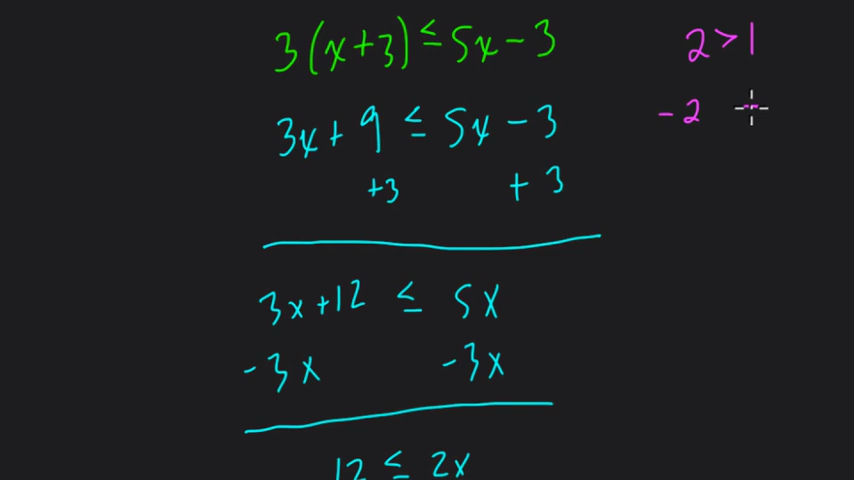 3(x+3) ≤ 5x - 3
3x + 9 ≤ 5x - 3
+3 + 3
3x + 12 ≤ 5x
-3x -3x
12 ≤ 2x
2 > 1
-2 -